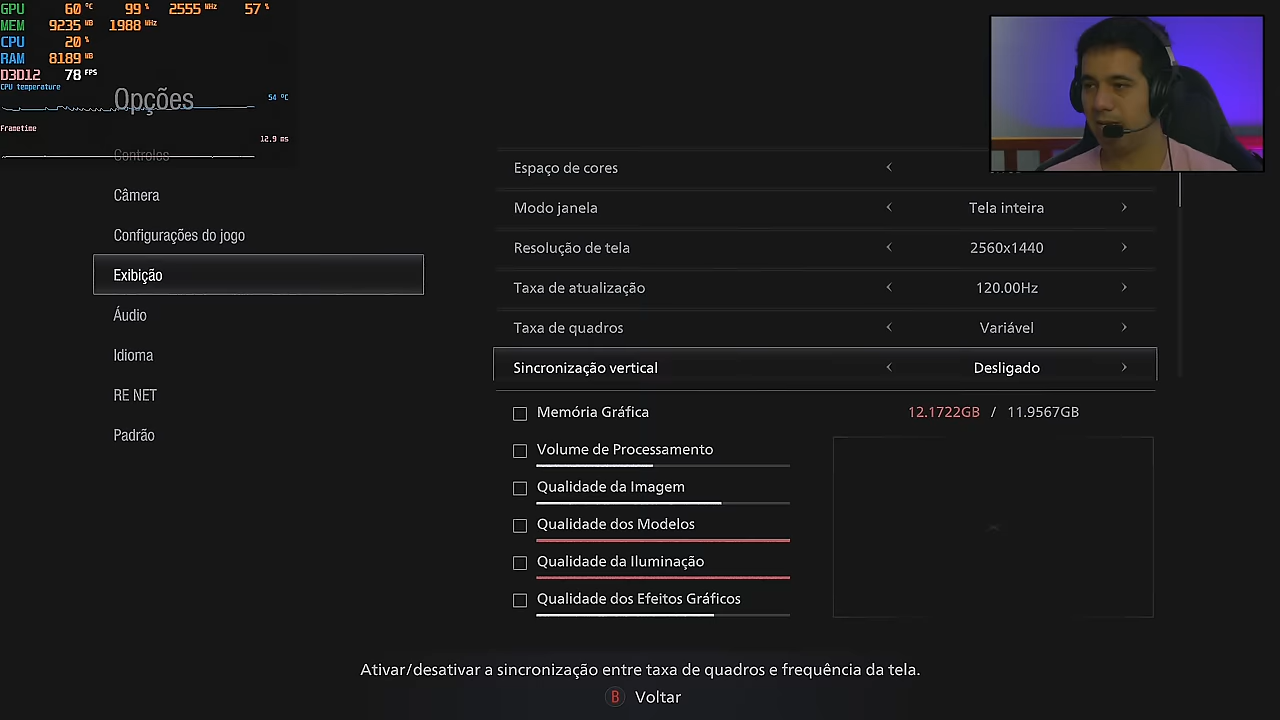 GPU 60 °C 99 % 2555 MHz 57 %
MEM 9235 MB 1988 MHz
CPU 20 %
RAM 8189 MB
D3D12 78 FPS
CPU temperature
54 °C
Frametime
12.9 ms
Opções
Controles
Câmera
Configurações do jogo
Exibição
Áudio
Idioma
RE NET
Padrão
Espaço de cores <
Modo janela < Tela inteira >
Resolução de tela < 2560x1440 >
Taxa de atualização < 120.00Hz >
Taxa de quadros < Variável >
Sincronização vertical < Desligado >
Memória Gráfica 12.1722GB / 11.9567GB
Volume de Processamento
Qualidade da Imagem
Qualidade dos Modelos
Qualidade da Iluminação
Qualidade dos Efeitos Gráficos
Ativar/desativar a sincronização entre taxa de quadros e frequência da tela.
B Voltar